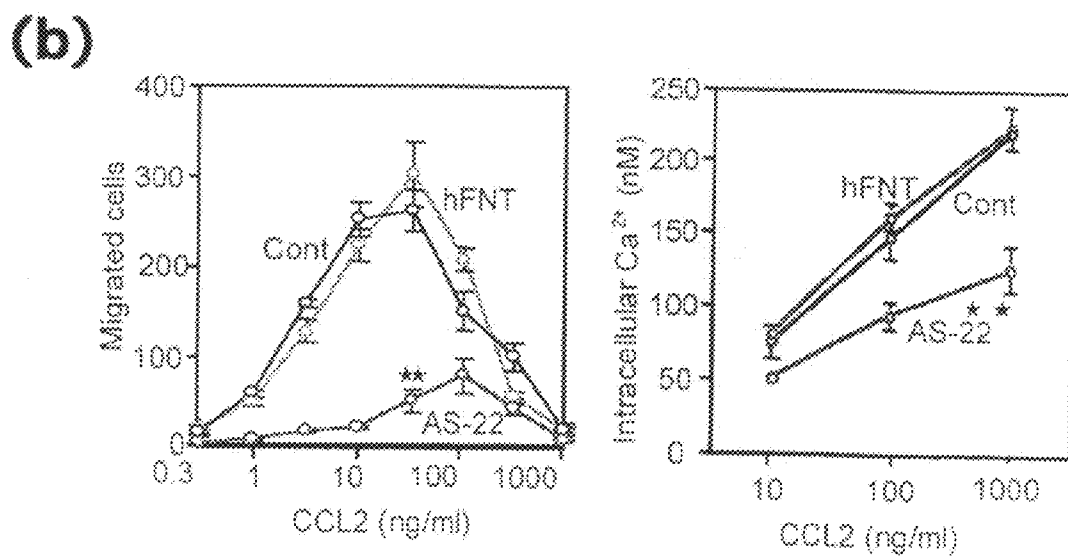 (b)
Migrated cells
400
300
200
100
0
0.3
1
10
100
1000
CCL2 (ng/ml)
Cont
hFNT
**
AS-22
Intracellular Ca²⁺ (nM)
250
200
150
100
50
0
10
100
1000
CCL2 (ng/ml)
hFNT
Cont
* *
AS-22